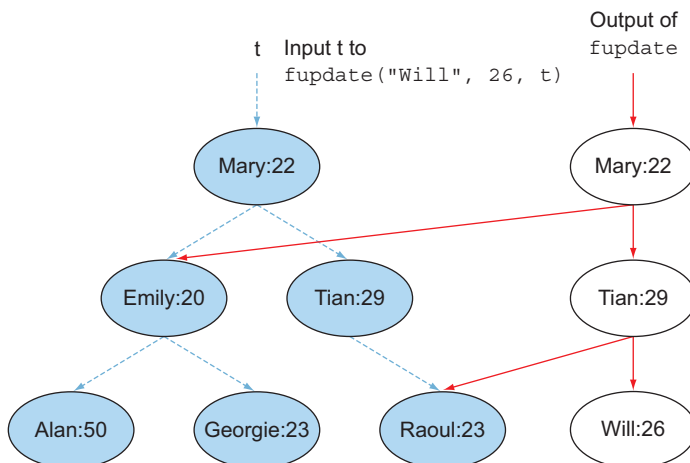 t
Input t to
fupdate("Will", 26, t)
Output of
fupdate
Mary:22
Mary:22
Emily:20
Tian:29
Tian:29
Alan:50
Georgie:23
Raoul:23
Will:26